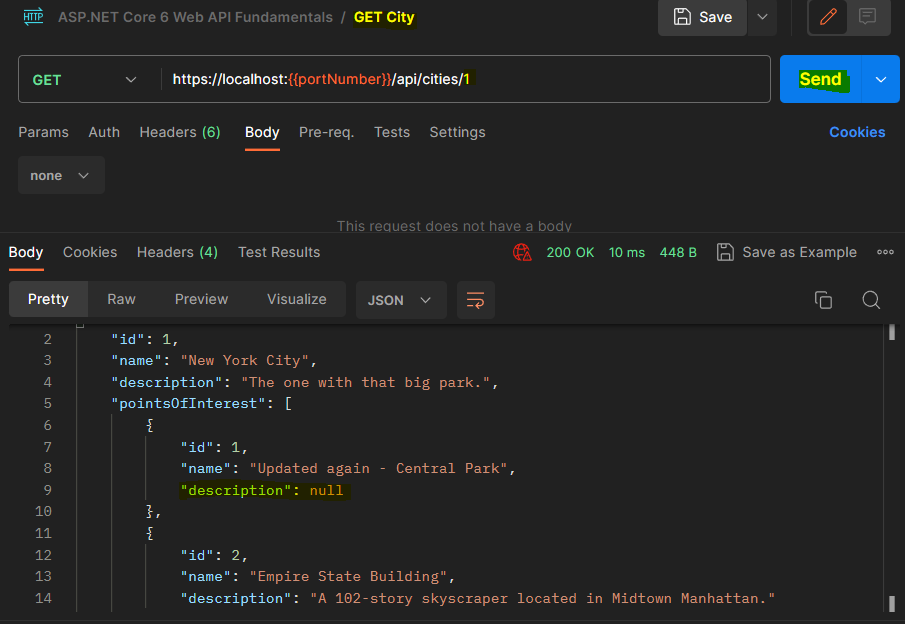 HTTP ASP.NET Core 6 Web API Fundamentals / GET City Save
GET https://localhost:{{portNumber}}/api/cities/1 Send
Params Auth Headers (6) Body Pre-req. Tests Settings Cookies
none
This request does not have a body
Body Cookies Headers (4) Test Results 200 OK 10 ms 448 B Save as Example
Pretty Raw Preview Visualize JSON
2 "id": 1,
3 "name": "New York City",
4 "description": "The one with that big park.",
5 "pointsOfInterest": [
6 {
7 "id": 1,
8 "name": "Updated again - Central Park",
9 "description": null
10 },
11 {
12 "id": 2,
13 "name": "Empire State Building",
14 "description": "A 102-story skyscraper located in Midtown Manhattan."